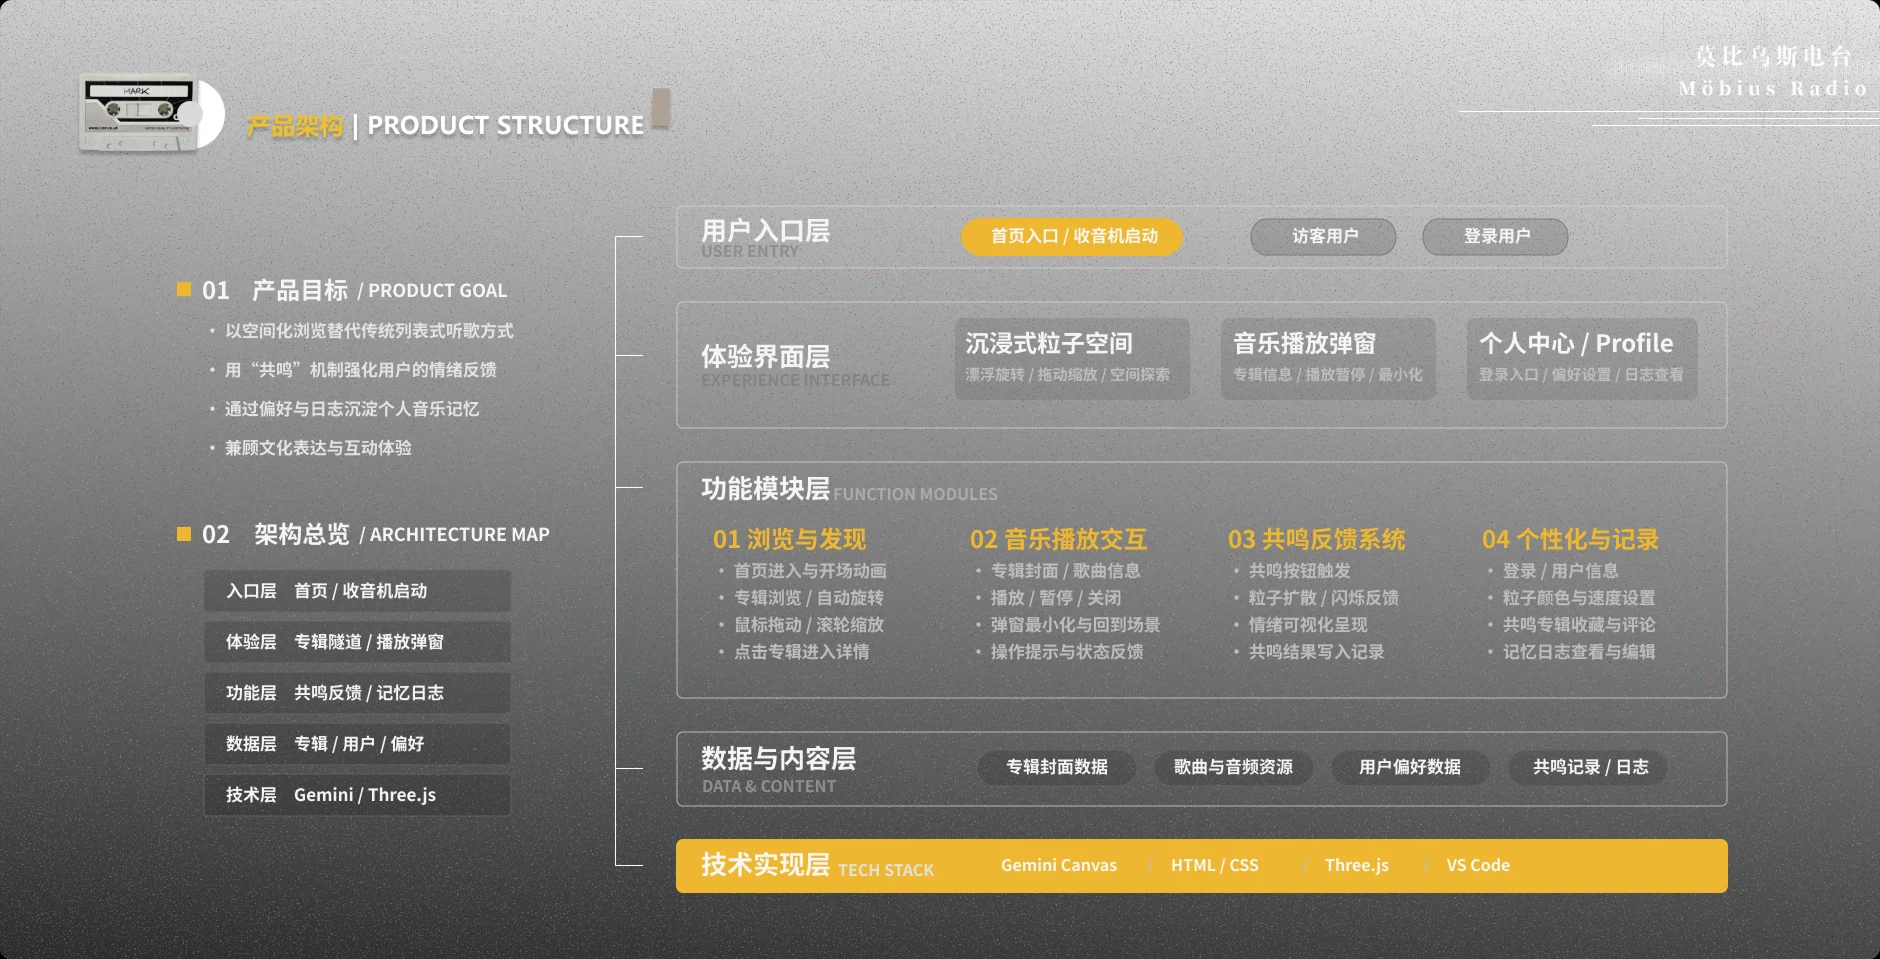 莫比乌斯电台
Möbius Radio
MARK
产品架构 | PRODUCT STRUCTURE
01 产品目标 / PRODUCT GOAL
• 以空间化浏览替代传统列表式听歌方式
• 用“共鸣”机制强化用户的情绪反馈
• 通过偏好与日志沉淀个人音乐记忆
• 兼顾文化表达与互动体验
02 架构总览 / ARCHITECTURE MAP
入口层 首页 / 收音机启动
体验层 专辑隧道 / 播放弹窗
功能层 共鸣反馈 / 记忆日志
数据层 专辑 / 用户 / 偏好
技术层 Gemini / Three.js
用户入口层
USER ENTRY
首页入口 / 收音机启动
访客用户
登录用户
体验界面层
EXPERIENCE INTERFACE
沉浸式粒子空间
漂浮旋转 / 拖动缩放 / 空间探索
音乐播放弹窗
专辑信息 / 播放暂停 / 最小化
个人中心 / Profile
登录入口 / 偏好设置 / 日志查看
功能模块层 FUNCTION MODULES
01 浏览与发现
• 首页进入与开场动画
• 专辑浏览 / 自动旋转
• 鼠标拖动 / 滚轮缩放
• 点击专辑进入详情
02 音乐播放交互
• 专辑封面 / 歌曲信息
• 播放 / 暂停 / 关闭
• 弹窗最小化与回到场景
• 操作提示与状态反馈
03 共鸣反馈系统
• 共鸣按钮触发
• 粒子扩散 / 闪烁反馈
• 情绪可视化呈现
• 共鸣结果写入记录
04 个性化与记录
• 登录 / 用户信息
• 粒子颜色与速度设置
• 共鸣专辑收藏与评论
• 记忆日志查看与编辑
数据与内容层
DATA & CONTENT
专辑封面数据
歌曲与音频资源
用户偏好数据
共鸣记录 / 日志
技术实现层 TECH STACK
Gemini Canvas / HTML / CSS / Three.js / VS Code